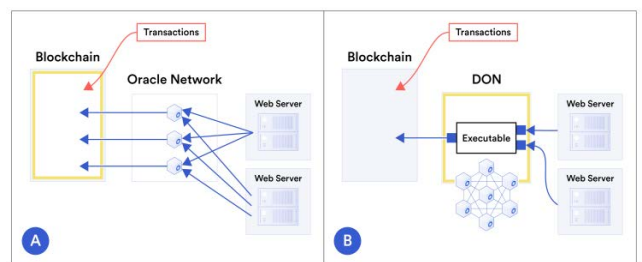 Transactions
Blockchain
Oracle Network
Web Server
Web Server
A
Transactions
Blockchain
DON
Web Server
Executable
Web Server
B